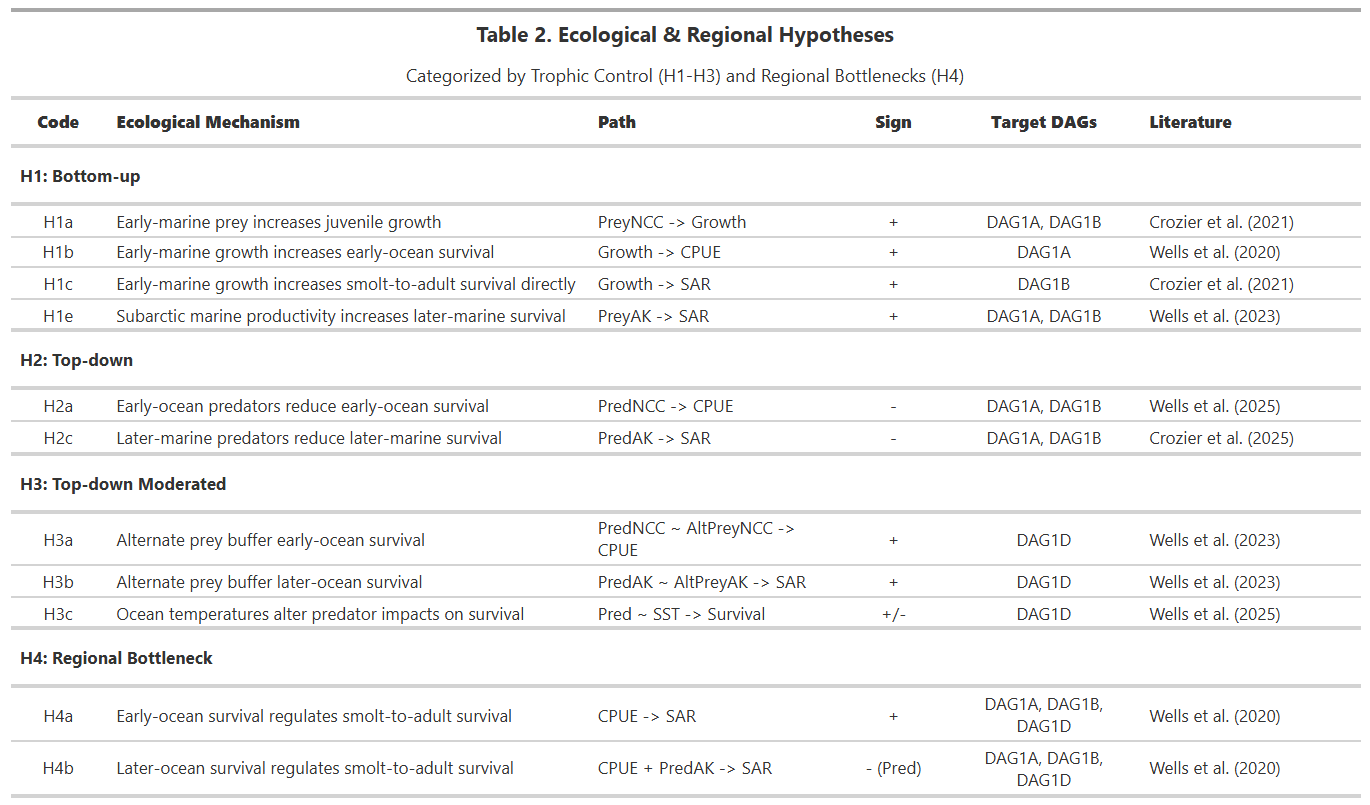 Table 2. Ecological & Regional Hypotheses
Categorized by Trophic Control (H1-H3) and Regional Bottlenecks (H4)
Code Ecological Mechanism Path Sign Target DAGs Literature
H1: Bottom-up
H1a Early-marine prey increases juvenile growth PreyNCC -> Growth + DAG1A, DAG1B Crozier et al. (2021)
H1b Early-marine growth increases early-ocean survival Growth -> CPUE + DAG1A Wells et al. (2020)
H1c Early-marine growth increases smolt-to-adult survival directly Growth -> SAR + DAG1B Crozier et al. (2021)
H1e Subarctic marine productivity increases later-marine survival PreyAK -> SAR + DAG1A, DAG1B Wells et al. (2023)
H2: Top-down
H2a Early-ocean predators reduce early-ocean survival PredNCC -> CPUE - DAG1A, DAG1B Wells et al. (2025)
H2c Later-marine predators reduce later-marine survival PredAK -> SAR - DAG1A, DAG1B Crozier et al. (2025)
H3: Top-down Moderated
H3a Alternate prey buffer early-ocean survival PredNCC ~ AltPreyNCC ->
CPUE + DAG1D Wells et al. (2023)
H3b Alternate prey buffer later-ocean survival PredAK ~ AltPreyAK -> SAR + DAG1D Wells et al. (2023)
H3c Ocean temperatures alter predator impacts on survival Pred ~ SST -> Survival +/- DAG1D Wells et al. (2025)
H4: Regional Bottleneck
H4a Early-ocean survival regulates smolt-to-adult survival CPUE -> SAR + DAG1A, DAG1B,
DAG1D Wells et al. (2020)
H4b Later-ocean survival regulates smolt-to-adult survival CPUE + PredAK -> SAR - (Pred) DAG1A, DAG1B,
DAG1D Wells et al. (2020)